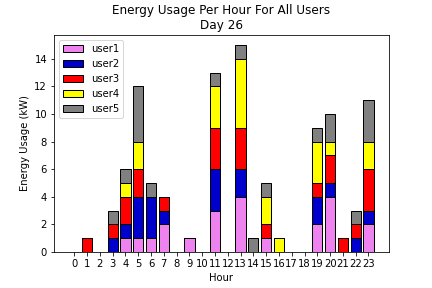 Energy Usage Per Hour For All Users
Day 26
user1
user2
user3
user4
user5
14
12
10
8
6
4
2
0
Energy Usage (kW)
0 1 2 3 4 5 6 7 8 9 10 11 12 13 14 15 16 17 18 19 20 21 22 23
Hour